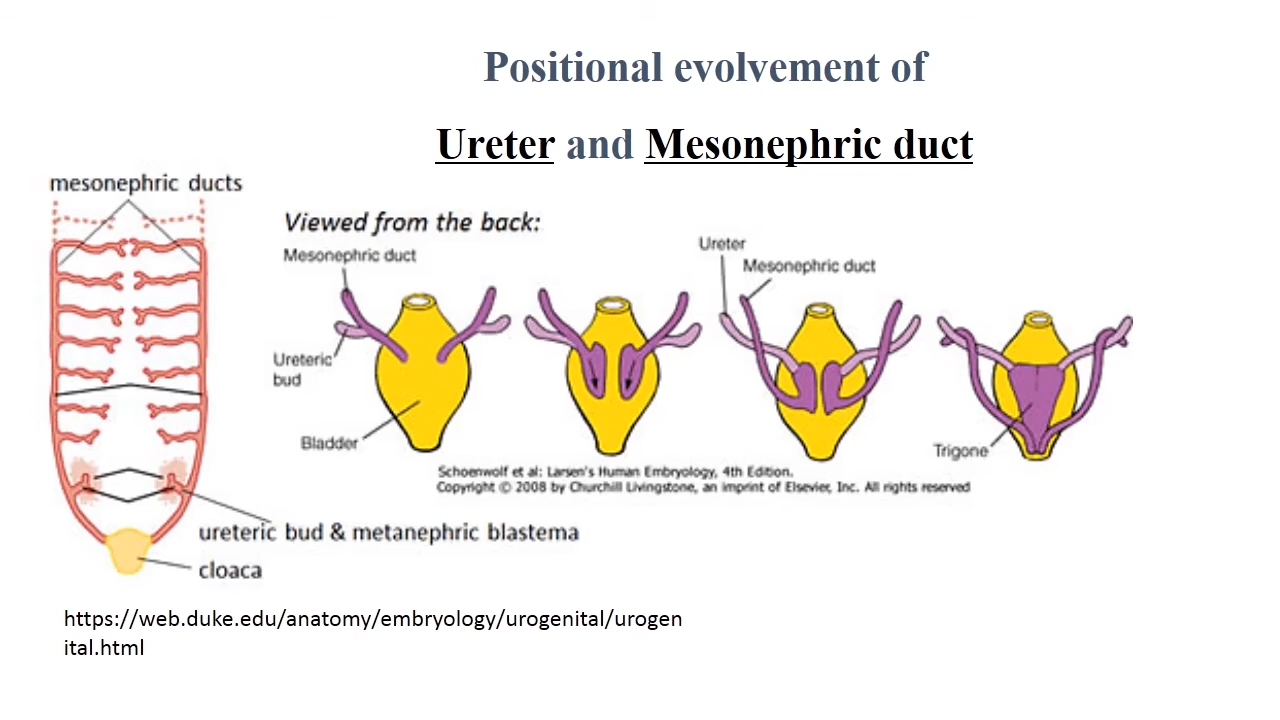 Positional evolvement of
Ureter and Mesonephric duct
mesonephric ducts
Viewed from the back:
Mesonephric duct
Ureteric
bud
Bladder
Ureter
Mesonephric duct
Trigone
Schoenwolf et al: Larsen's Human Embryology, 4th Edition.
Copyright © 2008 by Churchill Livingstone, an imprint of Elsevier, Inc. All rights reserved
ureteric bud & metanephric blastema
cloaca
https://web.duke.edu/anatomy/embryology/urogenital/urogen
ital.html